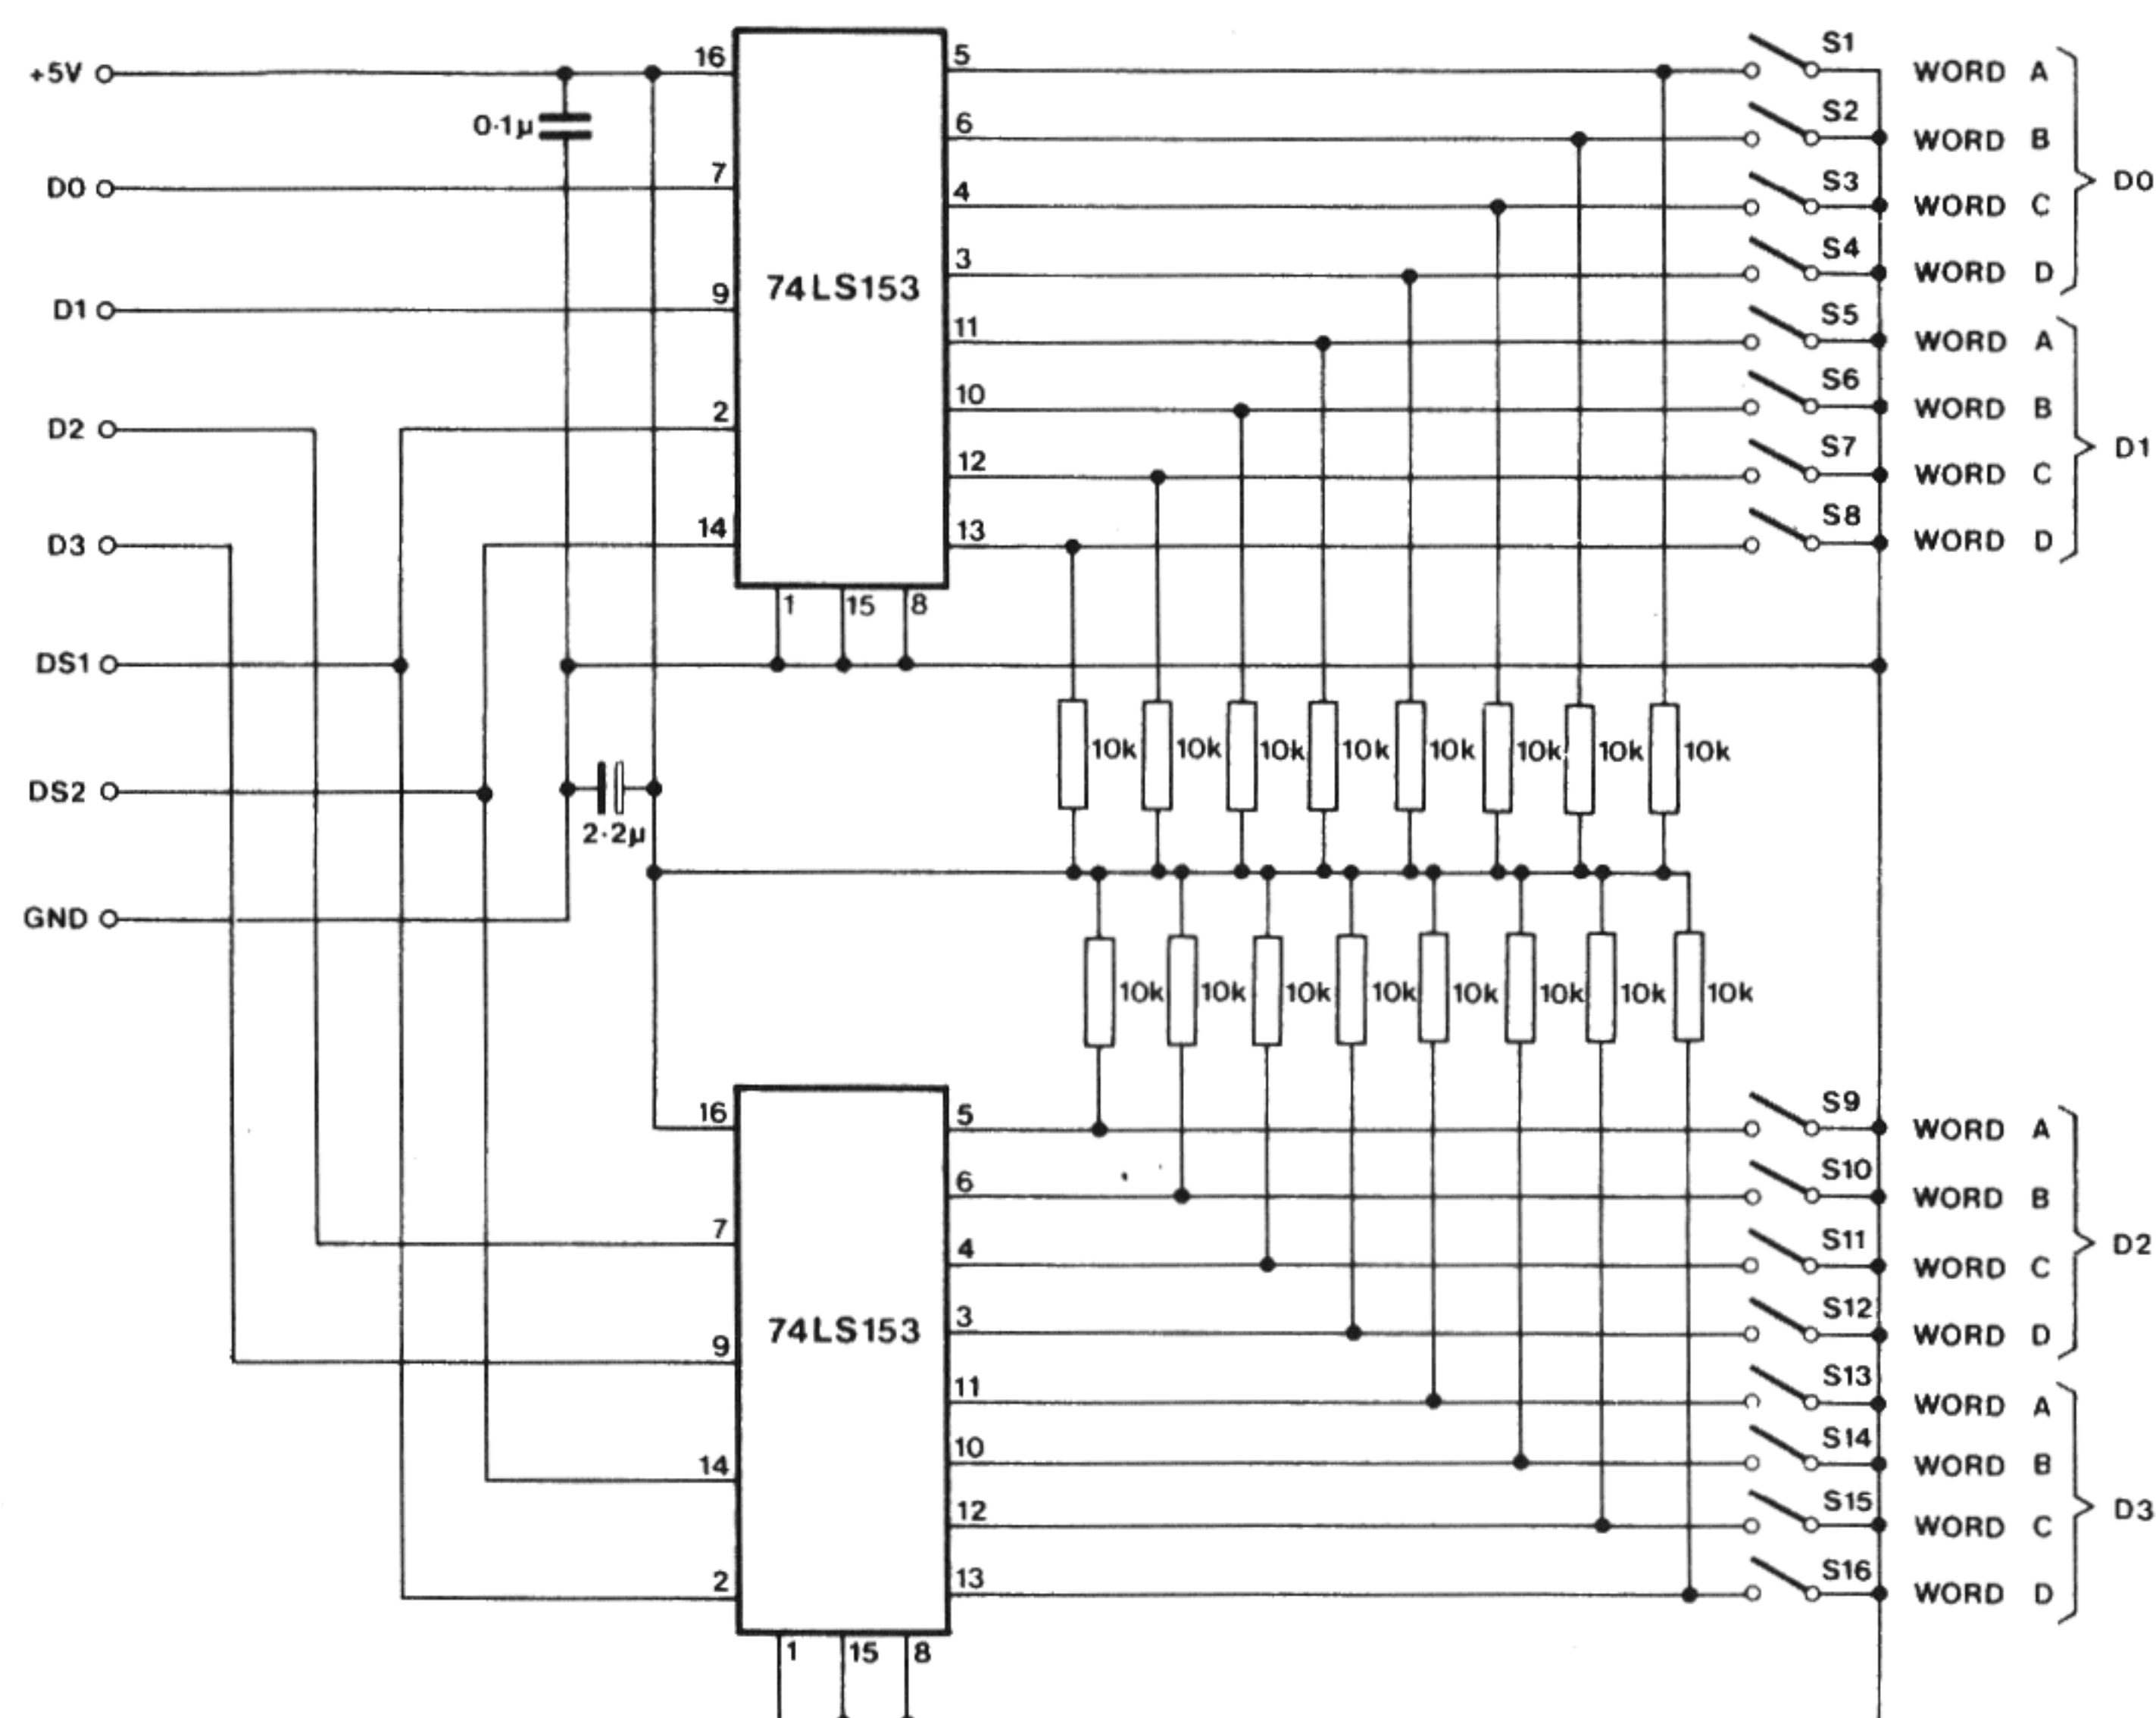 +5V
0·1µ
D0
D1
D2
D3
DS1
DS2
GND
2·2µ
16
7
9
2
14
74LS153
5
6
4
3
11
10
12
13
1 15 8
S1 WORD A
S2 WORD B
S3 WORD C
S4 WORD D
D0
S5 WORD A
S6 WORD B
S7 WORD C
S8 WORD D
D1
10k 10k 10k 10k 10k 10k 10k 10k
10k 10k 10k 10k 10k 10k 10k 10k
16
7
9
14
2
74LS153
5
6
4
3
11
10
12
13
1 15 8
S9 WORD A
S10 WORD B
S11 WORD C
S12 WORD D
D2
S13 WORD A
S14 WORD B
S15 WORD C
S16 WORD D
D3